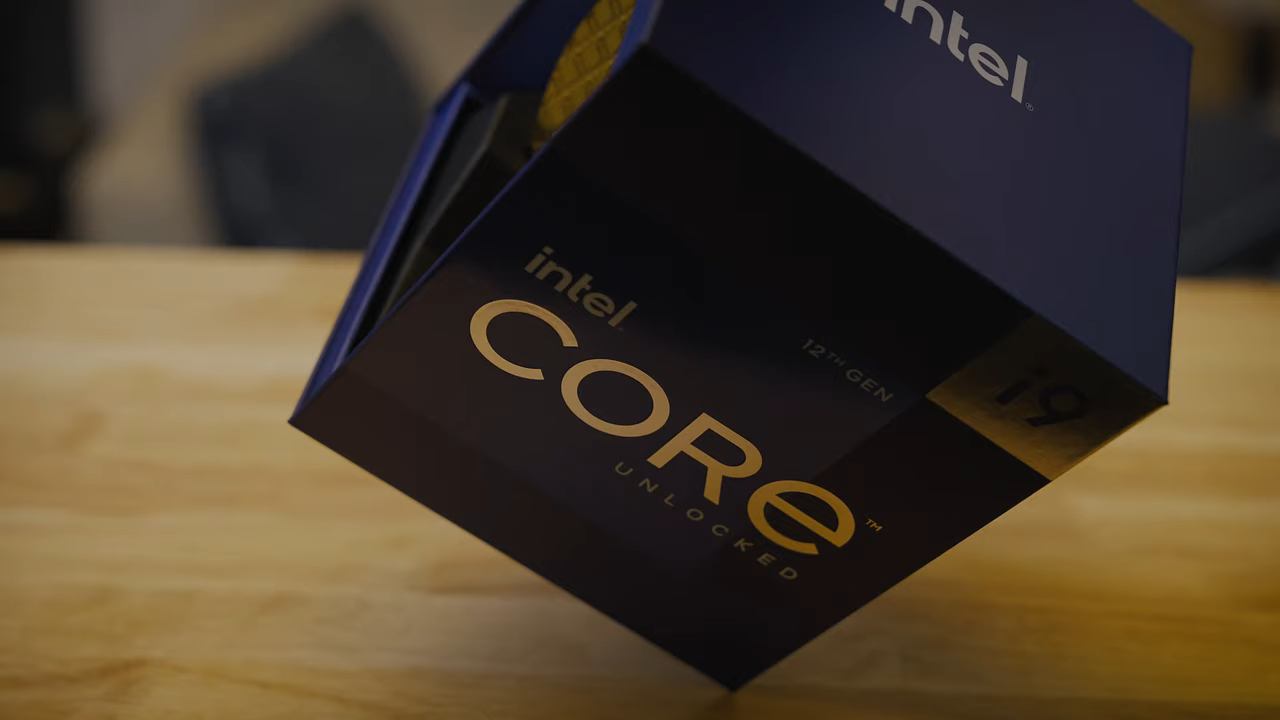 intel®
intel.
CORe™
UNLOCKED
12TH GEN
i9